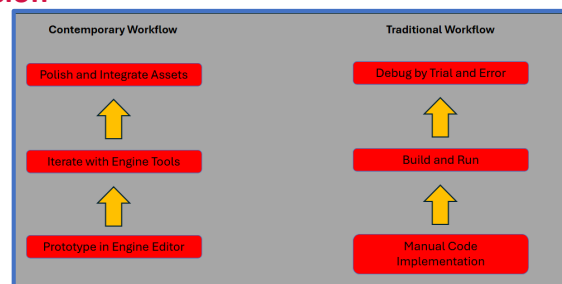 Contemporary Workflow
Polish and Integrate Assets
Iterate with Engine Tools
Prototype in Engine Editor
Traditional Workflow
Debug by Trial and Error
Build and Run
Manual Code
Implementation